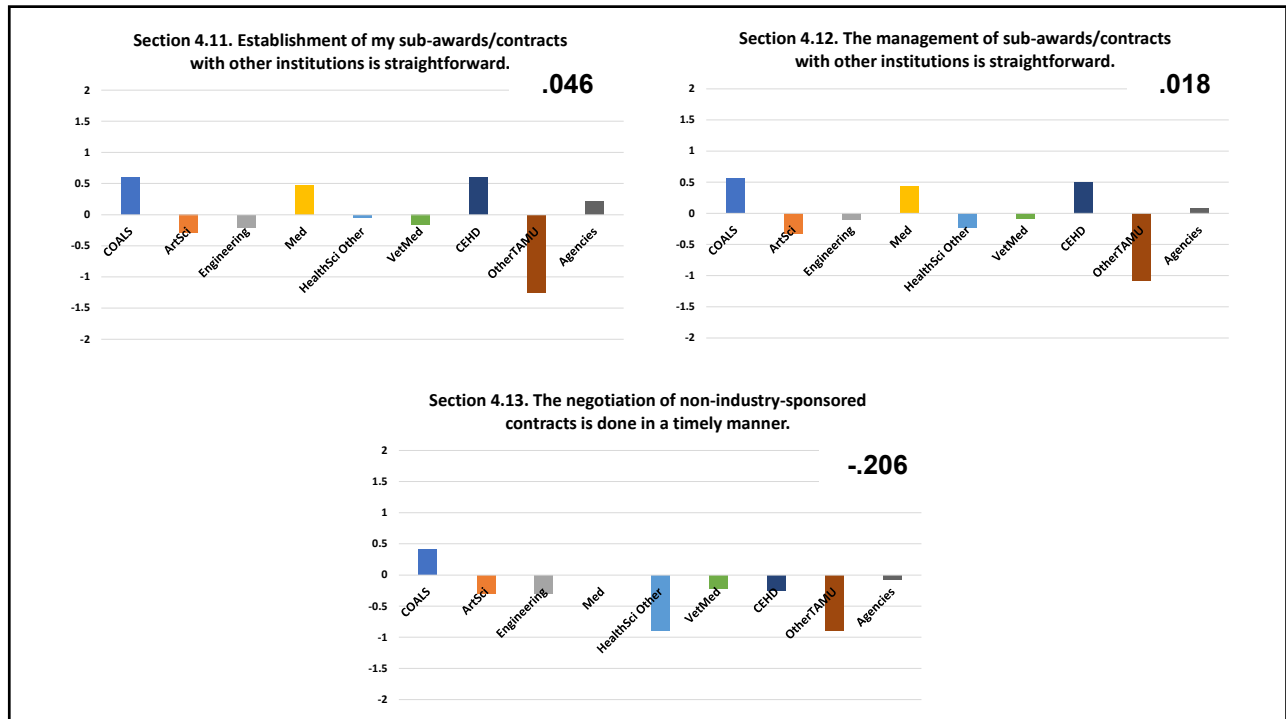 Section 4.11. Establishment of my sub-awards/contracts
with other institutions is straightforward.
.046
2
1.5
1
0.5
0
-0.5
-1
-1.5
-2
COALS
ArtSci
Engineering
Med
HealthSci Other
VetMed
CEHD
OtherTAMU
Agencies
Section 4.12. The management of sub-awards/contracts
with other institutions is straightforward.
.018
2
1.5
1
0.5
0
-0.5
-1
-1.5
-2
COALS
ArtSci
Engineering
Med
HealthSci Other
VetMed
CEHD
OtherTAMU
Agencies
Section 4.13. The negotiation of non-industry-sponsored
contracts is done in a timely manner.
-.206
2
1.5
1
0.5
0
-0.5
-1
-1.5
-2
COALS
ArtSci
Engineering
Med
HealthSci Other
VetMed
CEHD
OtherTAMU
Agencies